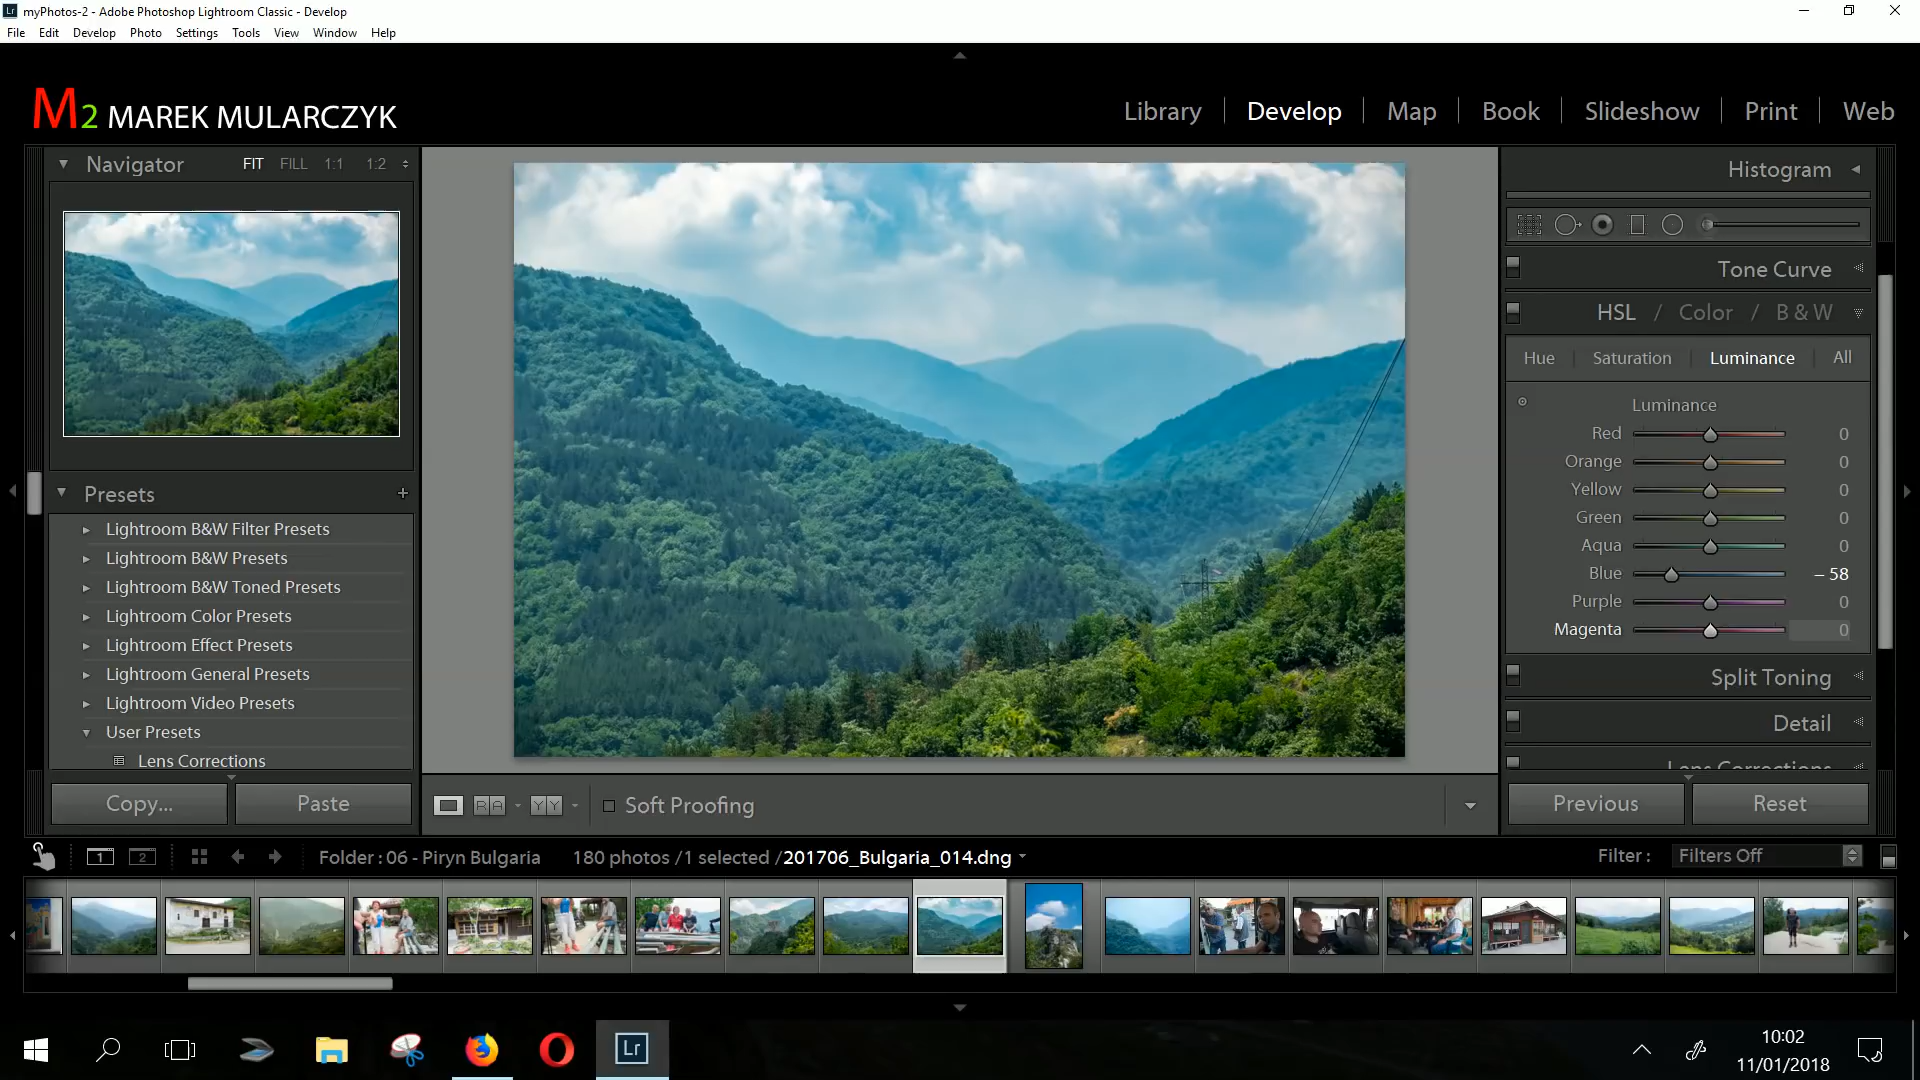 myPhotos-2 - Adobe Photoshop Lightroom Classic - Develop
File Edit Develop Photo Settings Tools View Window Help
M2 MAREK MULARCZYK
Library Develop Map Book Slideshow Print Web
Navigator FIT FILL 1:1 1:2
Presets +
Lightroom B&W Filter Presets
Lightroom B&W Presets
Lightroom B&W Toned Presets
Lightroom Color Presets
Lightroom Effect Presets
Lightroom General Presets
Lightroom Video Presets
User Presets
Lens Corrections
Copy... Paste
Soft Proofing
Histogram
Tone Curve
HSL / Color / B & W
Hue Saturation Luminance All
Luminance
Red 0
Orange 0
Yellow 0
Green 0
Aqua 0
Blue – 58
Purple 0
Magenta 0
Split Toning
Detail
Lens Corrections
Previous Reset
1 2 Folder : 06 - Piryn Bulgaria 180 photos /1 selected /201706_Bulgaria_014.dng Filter : Filters Off
Lr
10:02
11/01/2018